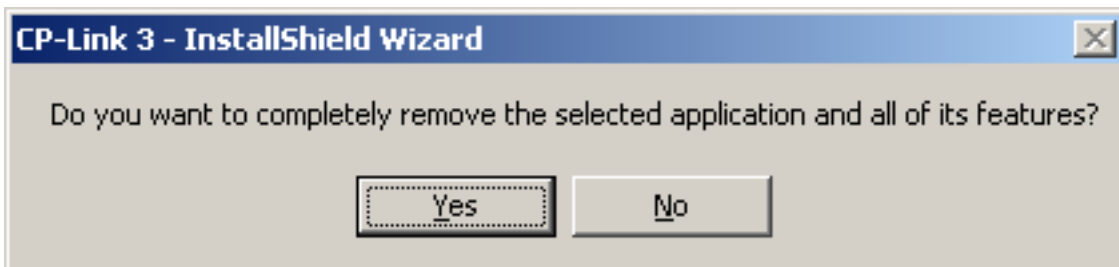 CP-Link 3 - InstallShield Wizard
Do you want to completely remove the selected application and all of its features?
Yes
No